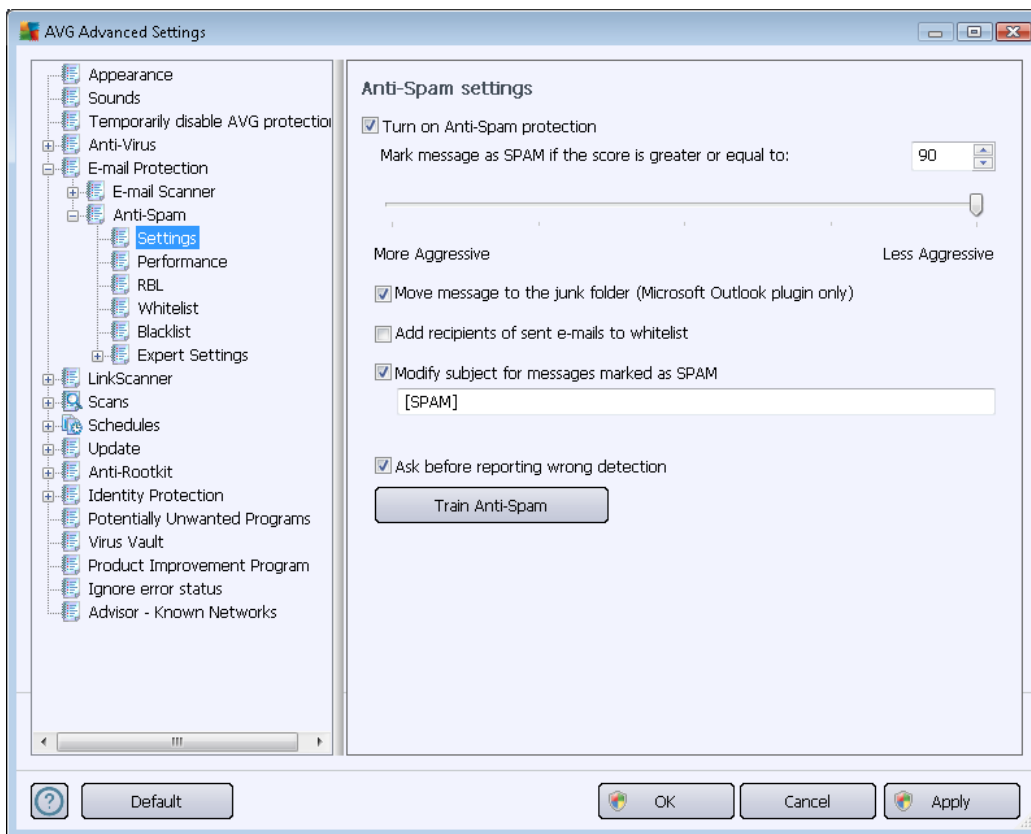 AVG Advanced Settings
Appearance
Sounds
Temporarily disable AVG protection
Anti-Virus
E-mail Protection
E-mail Scanner
Anti-Spam
Settings
Performance
RBL
Whitelist
Blacklist
Expert Settings
LinkScanner
Scans
Schedules
Update
Anti-Rootkit
Identity Protection
Potentially Unwanted Programs
Virus Vault
Product Improvement Program
Ignore error status
Advisor - Known Networks
Anti-Spam settings
Turn on Anti-Spam protection
Mark message as SPAM if the score is greater or equal to: 90
More Aggressive Less Aggressive
Move message to the junk folder (Microsoft Outlook plugin only)
Add recipients of sent e-mails to whitelist
Modify subject for messages marked as SPAM
[SPAM]
Ask before reporting wrong detection
Train Anti-Spam
? Default OK Cancel Apply